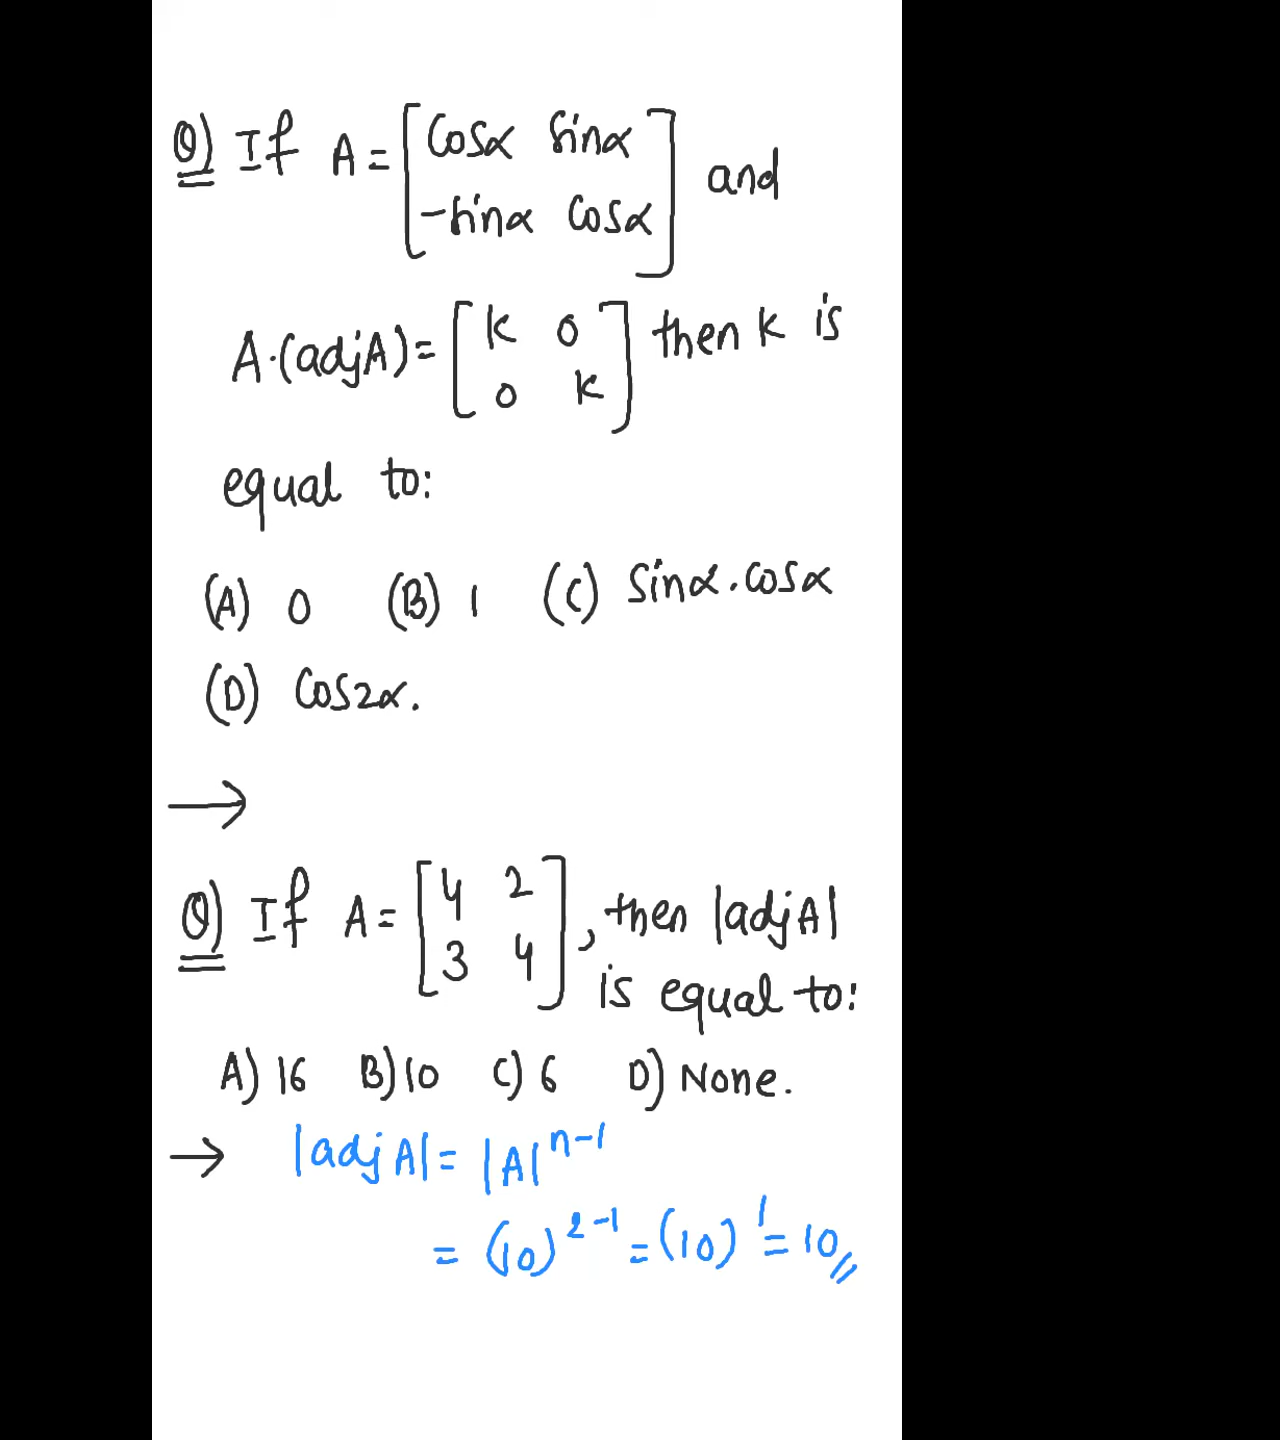 Q) If A = [cosα sinα
-sinα cosα] and
A·(adjA) = [k 0
0 k] then k is
equal to:
(A) 0 (B) 1 (C) sinα.cosα
(D) cos2α.
→
Q) If A = [4 2
3 4], then |adjA|
is equal to:
A) 16 B) 10 C) 6 D) None.
→ |adj A| = |A|ⁿ⁻¹
= (10)²⁻¹ = (10)¹ = 10